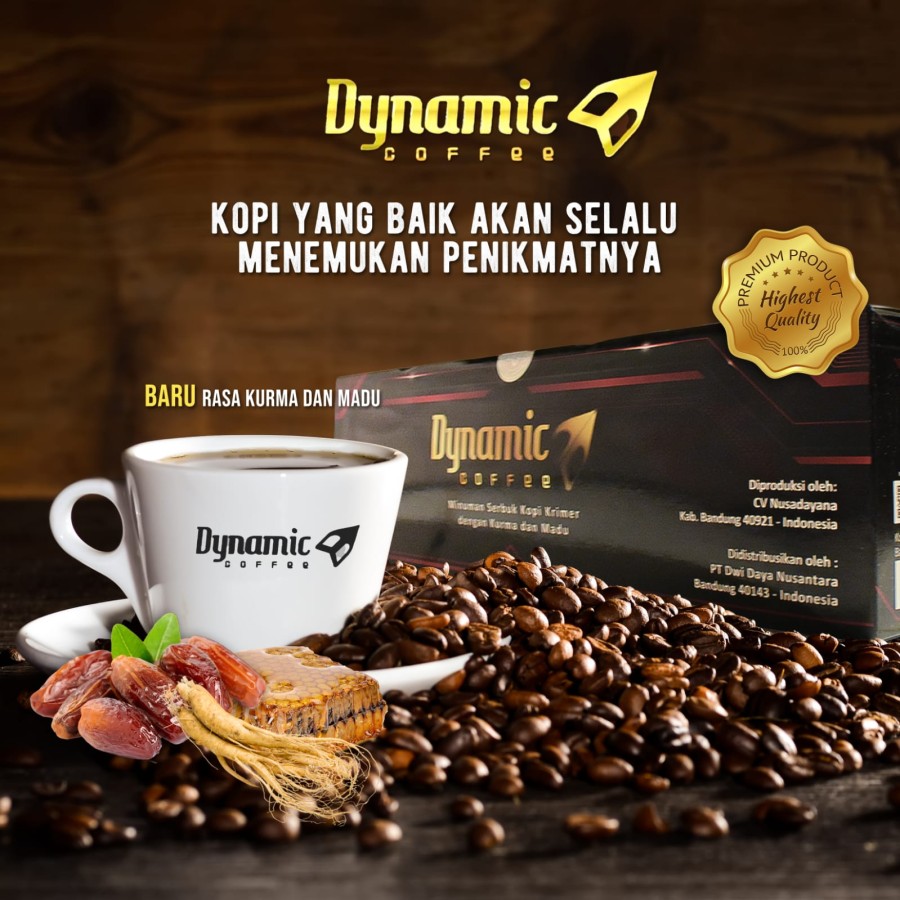 Dynamic
COFFee
KOPI YANG BAIK AKAN SELALU
MENEMUKAN PENIKMATNYA
PREMIUM PRODUCT
Highest
Quality
100%
BARU RASA KURMA DAN MADU
Dynamic
COFFee
Minuman Serbuk Kopi Krimer
dengan Kurma dan Madu
Diproduksi oleh:
CV Nusadayana
Kab. Bandung 40921 - Indonesia
Didistribusikan oleh :
PT Dwi Daya Nusantara
Bandung 40143 - Indonesia
Dynamic
COFFee